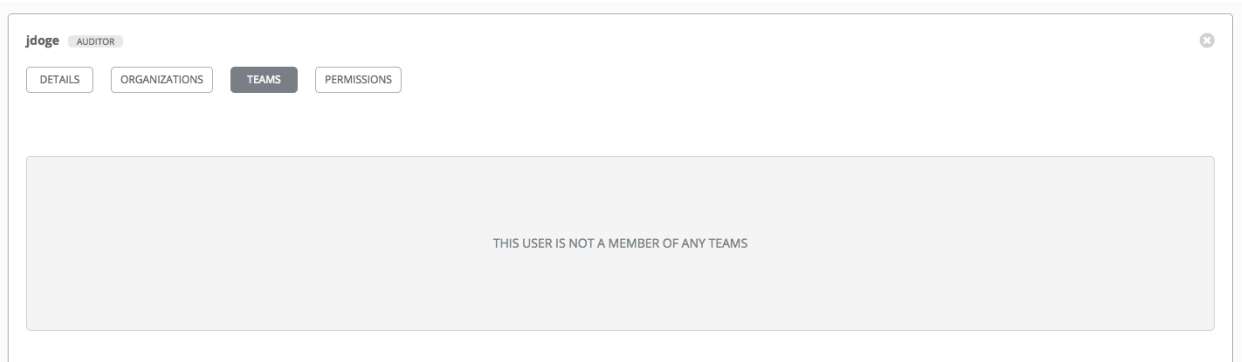 jdoge AUDITOR
DETAILS ORGANIZATIONS TEAMS PERMISSIONS
THIS USER IS NOT A MEMBER OF ANY TEAMS